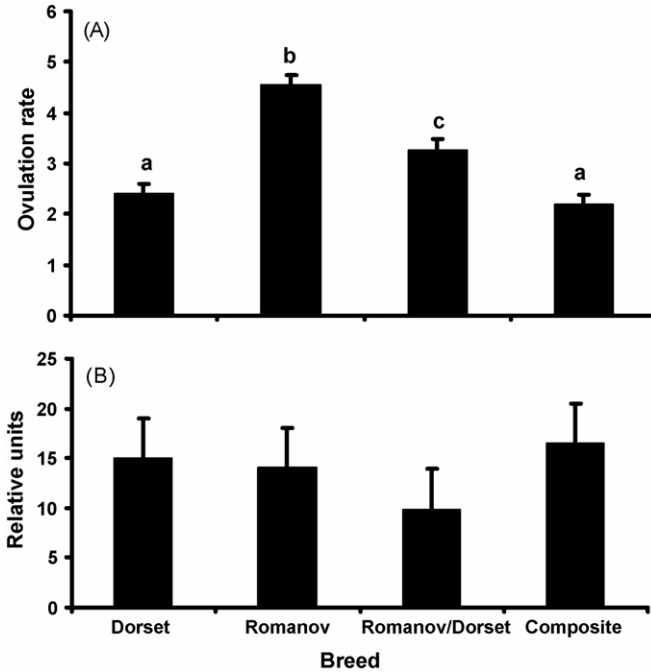 (A)
Ovulation rate
6
5
4
3
2
1
0
a
b
c
a
(B)
Relative units
25
20
15
10
5
0
Dorset Romanov Romanov/Dorset Composite
Breed